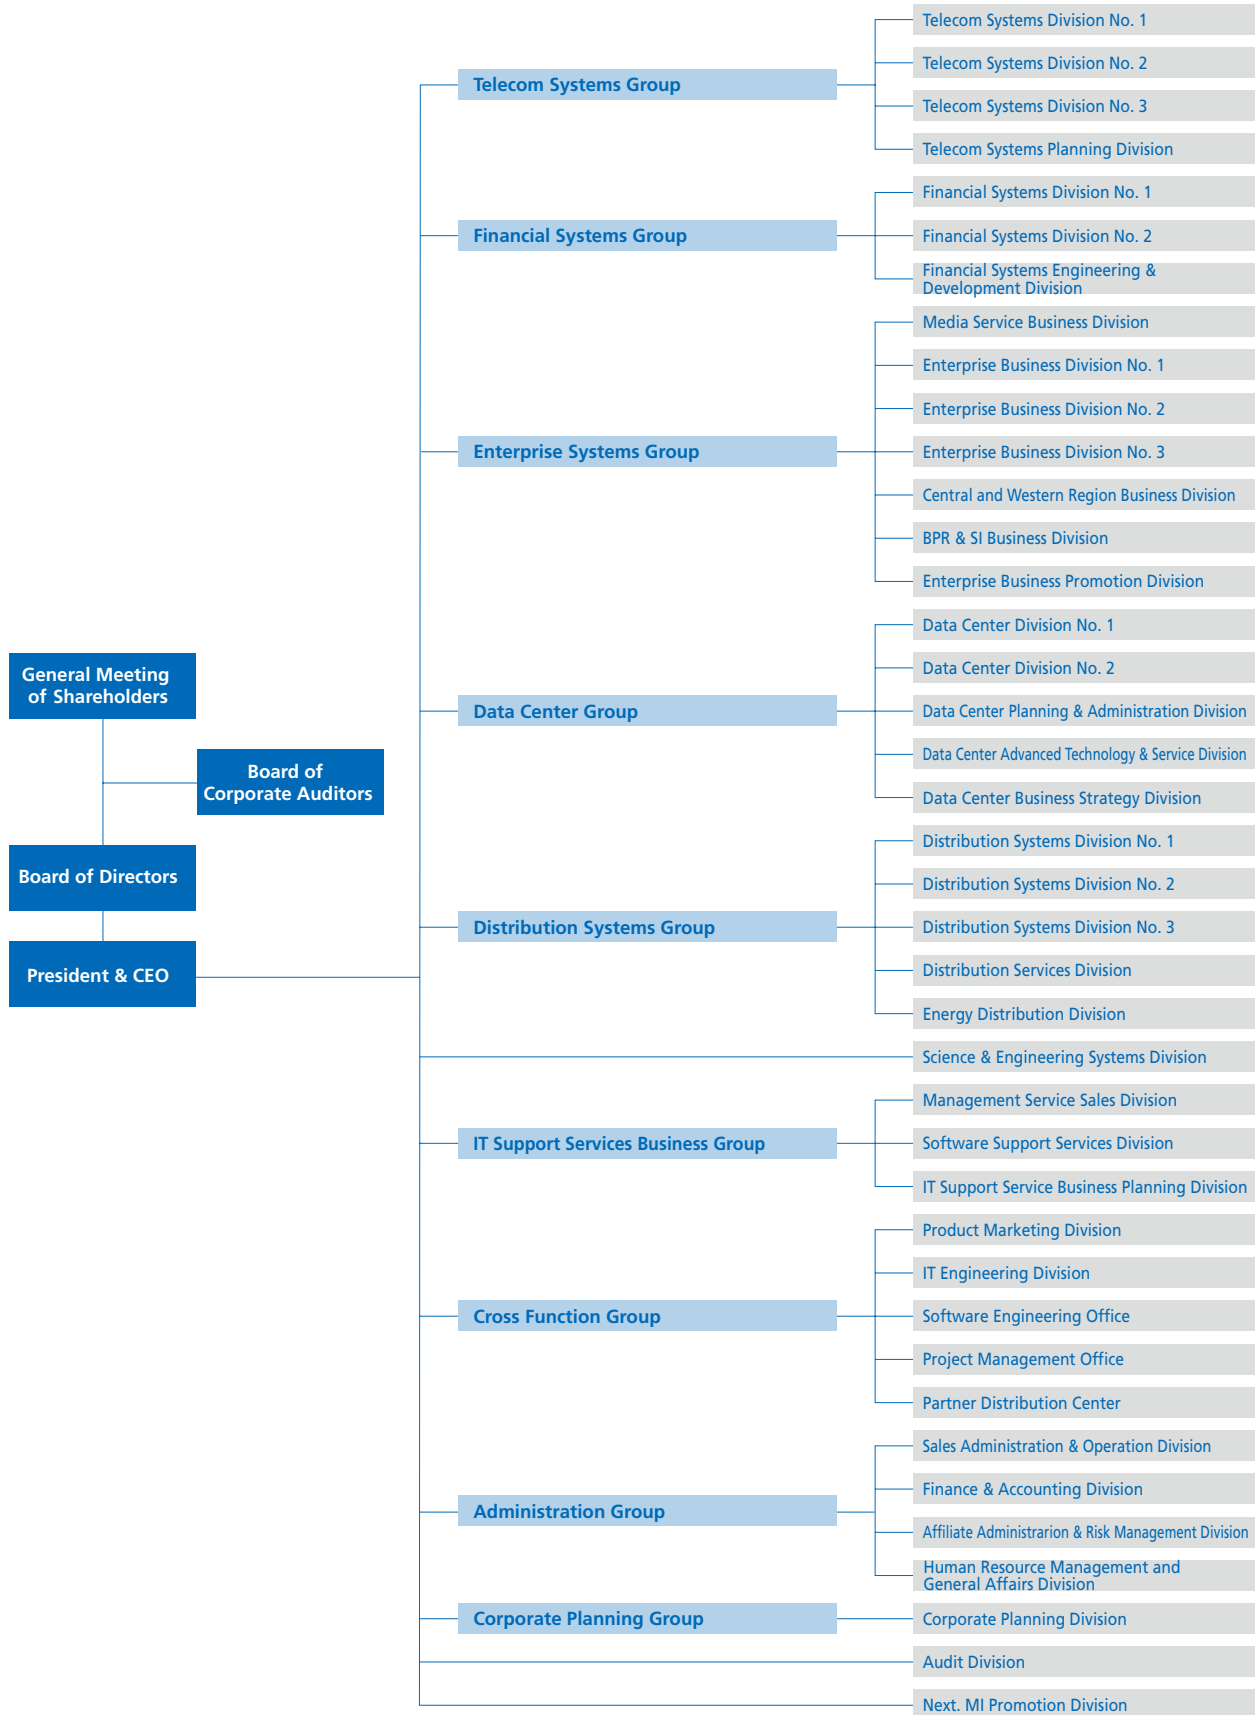 General Meeting
of Shareholders
Board of
Corporate Auditors
Board of Directors
President & CEO
Telecom Systems Group
Telecom Systems Division No. 1
Telecom Systems Division No. 2
Telecom Systems Division No. 3
Telecom Systems Planning Division
Financial Systems Group
Financial Systems Division No. 1
Financial Systems Division No. 2
Financial Systems Engineering &
Development Division
Enterprise Systems Group
Media Service Business Division
Enterprise Business Division No. 1
Enterprise Business Division No. 2
Enterprise Business Division No. 3
Central and Western Region Business Division
BPR & SI Business Division
Enterprise Business Promotion Division
Data Center Group
Data Center Division No. 1
Data Center Division No. 2
Data Center Planning & Administration Division
Data Center Advanced Technology & Service Division
Data Center Business Strategy Division
Distribution Systems Group
Distribution Systems Division No. 1
Distribution Systems Division No. 2
Distribution Systems Division No. 3
Distribution Services Division
Energy Distribution Division
Science & Engineering Systems Division
IT Support Services Business Group
Management Service Sales Division
Software Support Services Division
IT Support Service Business Planning Division
Cross Function Group
Product Marketing Division
IT Engineering Division
Software Engineering Office
Project Management Office
Partner Distribution Center
Administration Group
Sales Administration & Operation Division
Finance & Accounting Division
Affiliate Administrarion & Risk Management Division
Human Resource Management and
General Affairs Division
Corporate Planning Group
Corporate Planning Division
Audit Division
Next. MI Promotion Division